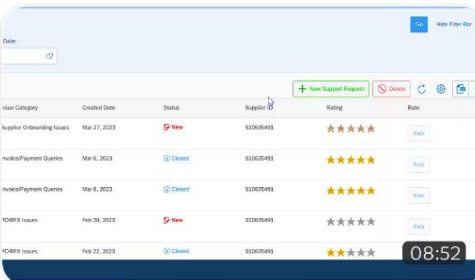 Go Hide Filter Bar
Date:
New Support Request Delete
ssue Category Created Date Status Supplier ID Rating Rate
Supplier Onboarding Issues Mar 27, 2023 New S10635491 Rate
nvoice/Payment Queries Mar 6, 2023 Closed S10635491 Rate
nvoice/Payment Queries Mar 6, 2023 Closed S10635491 Rate
PO/RFX Issues Feb 28, 2023 New S10635491 Rate
PO/RFX Issues Feb 22, 2023 Closed S10635491
08:52